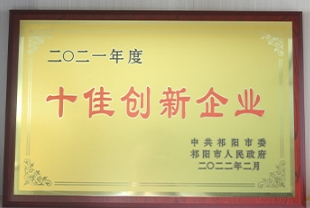 二〇二一年度
十佳创新企业
中共祁阳市委
祁阳市人民政府
二〇二二年二月